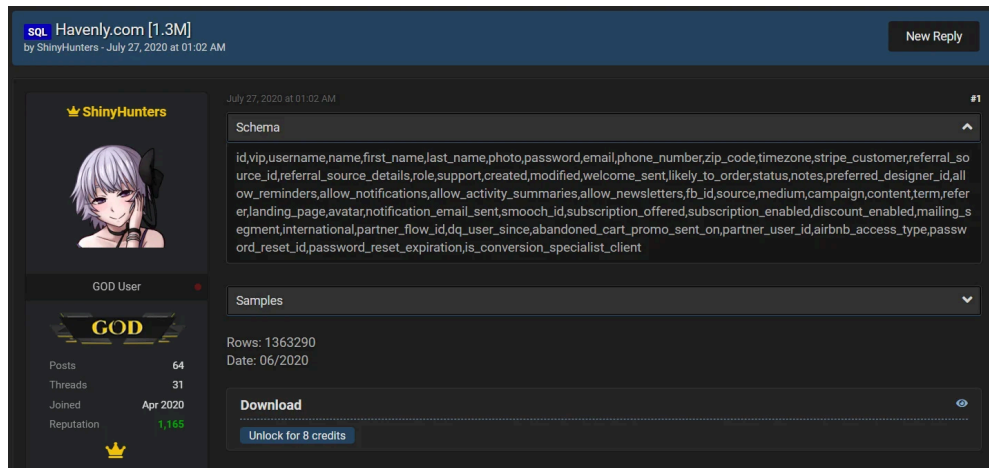 SQL Havenly.com [1.3M]
by ShinyHunters - July 27, 2020 at 01:02 AM
New Reply
ShinyHunters
GOD User
GOD
Posts 64
Threads 31
Joined Apr 2020
Reputation 1,165
July 27, 2020 at 01:02 AM
#1
Schema
id,vip,username,name,first_name,last_name,photo,password,email,phone_number,zip_code,timezone,stripe_customer,referral_so
urce_id,referral_source_details,role,support,created,modified,welcome_sent,likely_to_order,status,notes,preferred_designer_id,all
ow_reminders,allow_notifications,allow_activity_summaries,allow_newsletters,fb_id,source,medium,campaign,content,term,refer
er,landing_page,avatar,notification_email_sent,smooch_id,subscription_offered,subscription_enabled,discount_enabled,mailing_s
egment,international,partner_flow_id,dq_user_since,abandoned_cart_promo_sent_on,partner_user_id,airbnb_access_type,passw
ord_reset_id,password_reset_expiration,is_conversion_specialist_client
Samples
Rows: 1363290
Date: 06/2020
Download
Unlock for 8 credits